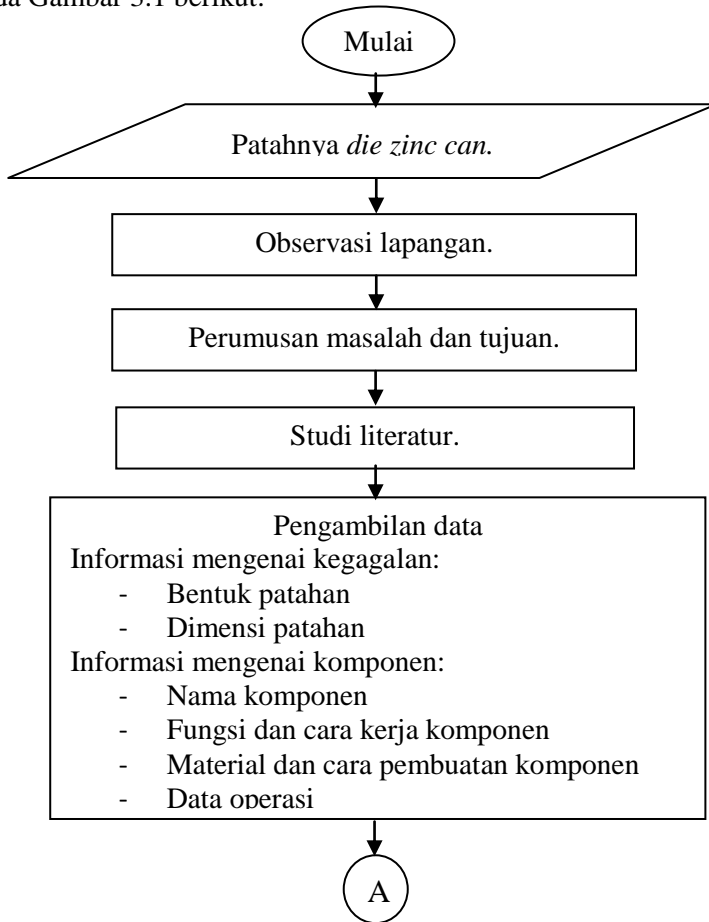 Gambar 3.1 berikut:
Mulai
Patahnya die zinc can.
Observasi lapangan.
Perumusan masalah dan tujuan.
Studi literatur.
Pengambilan data
Informasi mengenai kegagalan:
- Bentuk patahan
- Dimensi patahan
Informasi mengenai komponen:
- Nama komponen
- Fungsi dan cara kerja komponen
- Material dan cara pembuatan komponen
- Data operasi
A